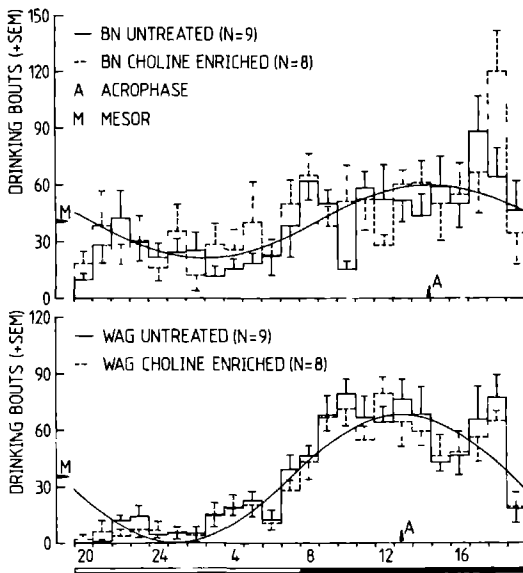 150
120
90
60
30
0
DRINKING BOUTS (+SEM)
M
BN UNTREATED (N=9)
BN CHOLINE ENRICHED (N=8)
A ACROPHASE
M MESOR
A
120
90
60
30
0
DRINKING BOUTS (+SEM)
M
WAG UNTREATED (N=9)
WAG CHOLINE ENRICHED (N=8)
A
20 24 4 8 12 16